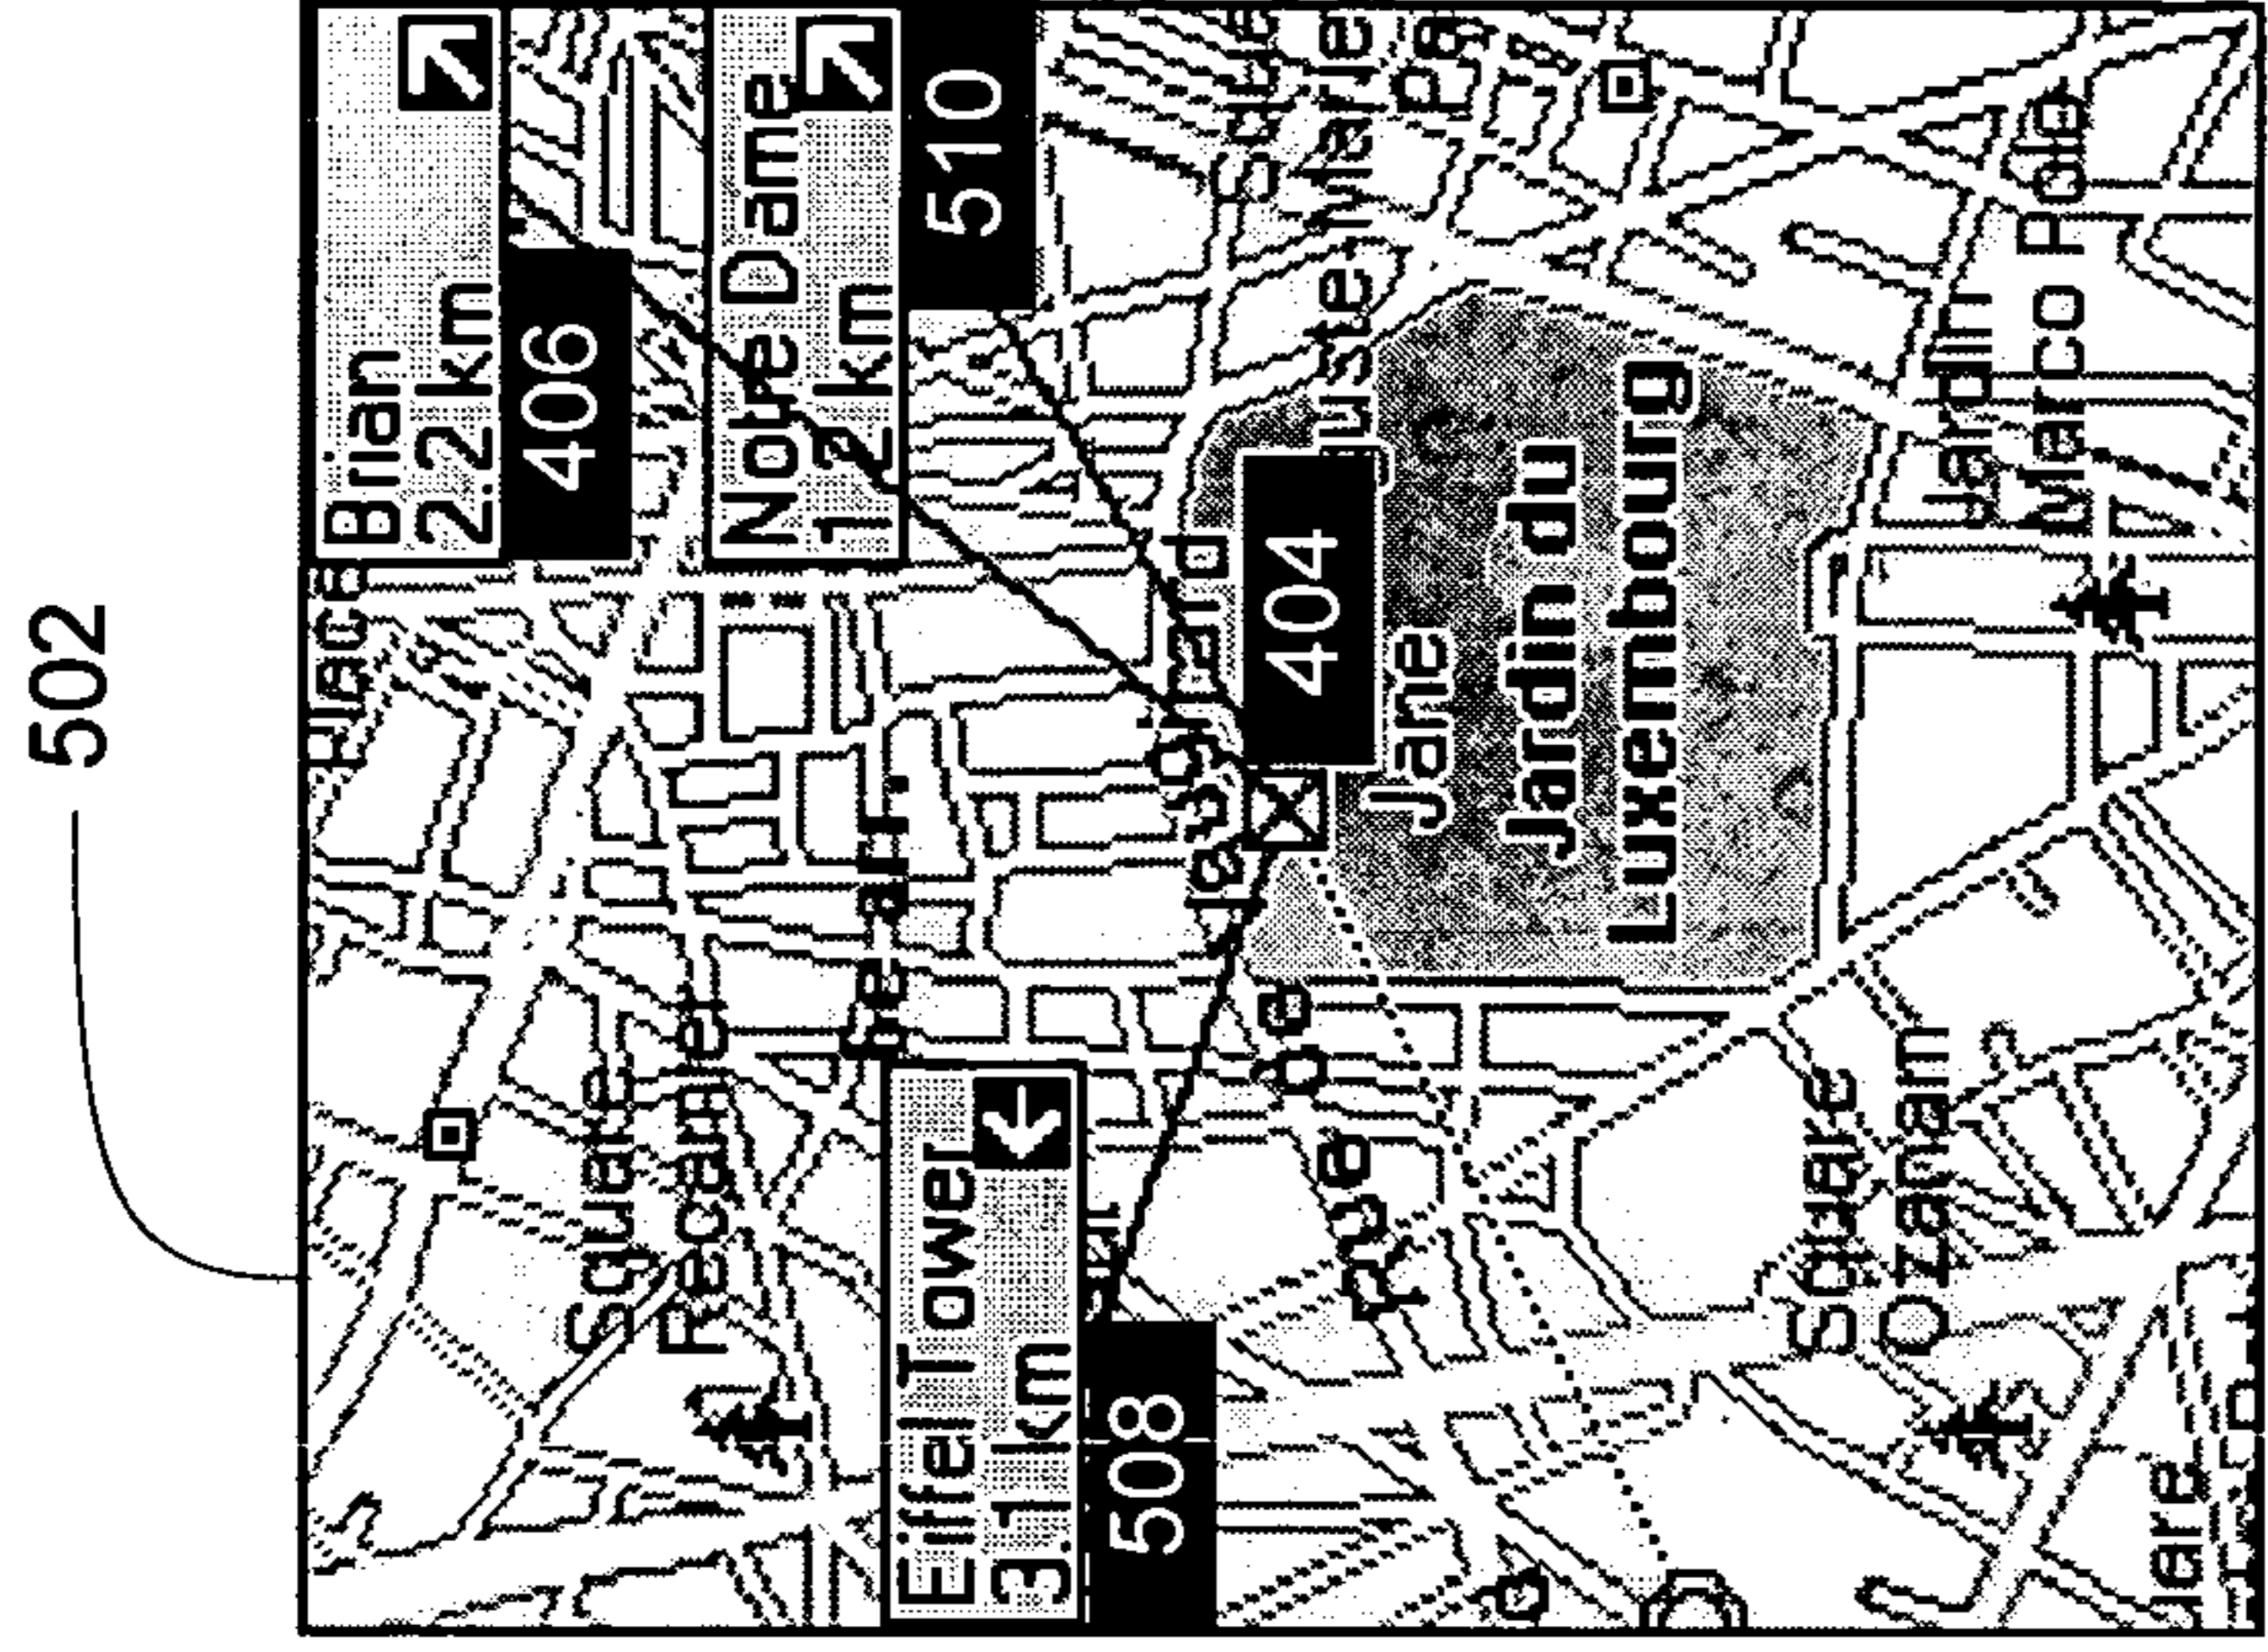 502
Place
Brian
2.2 km
406
Square
Recamier
Notre Dame
1.2 km
510
Eiffel Tower
3.1 km
508
404
Jane
Jardin du
Luxembourg
Rue de
Square
Ozanam
Jardin
Marco Polo